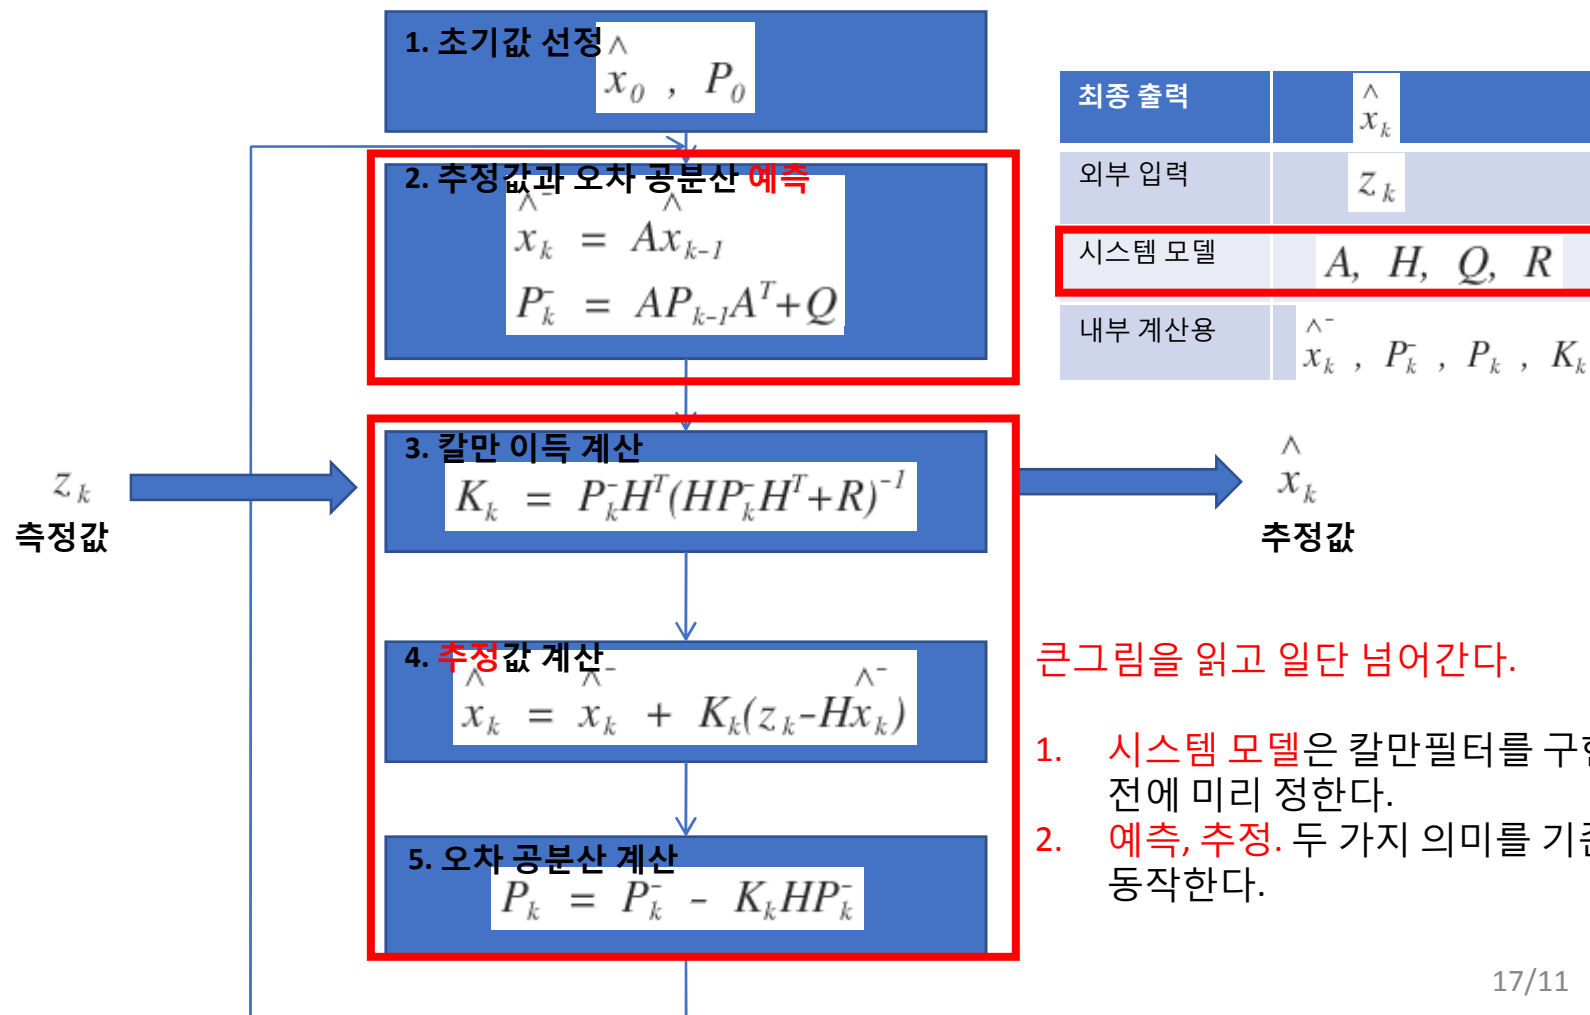 1. 초기값 선정
x̂₀ , P₀
2. 추정값과 오차 공분산 예측
x̂ₖ⁻ = Ax̂ₖ₋₁
Pₖ⁻ = APₖ₋₁Aᵀ+Q
3. 칼만 이득 계산
Kₖ = Pₖ⁻Hᵀ(HPₖ⁻Hᵀ+R)⁻¹
4. 추정값 계산
x̂ₖ = x̂ₖ⁻ + Kₖ(zₖ-Hx̂ₖ⁻)
5. 오차 공분산 계산
Pₖ = Pₖ⁻ - KₖHPₖ⁻
zₖ
측정값
x̂ₖ
추정값
최종 출력 x̂ₖ
외부 입력 zₖ
시스템 모델 A, H, Q, R
내부 계산용 x̂ₖ⁻ , Pₖ⁻ , Pₖ , Kₖ
큰그림을 읽고 일단 넘어간다.
1. 시스템 모델은 칼만필터를
전에 미리 정한다.
2. 예측, 추정. 두 가지 의미를
동작한다.
17/11